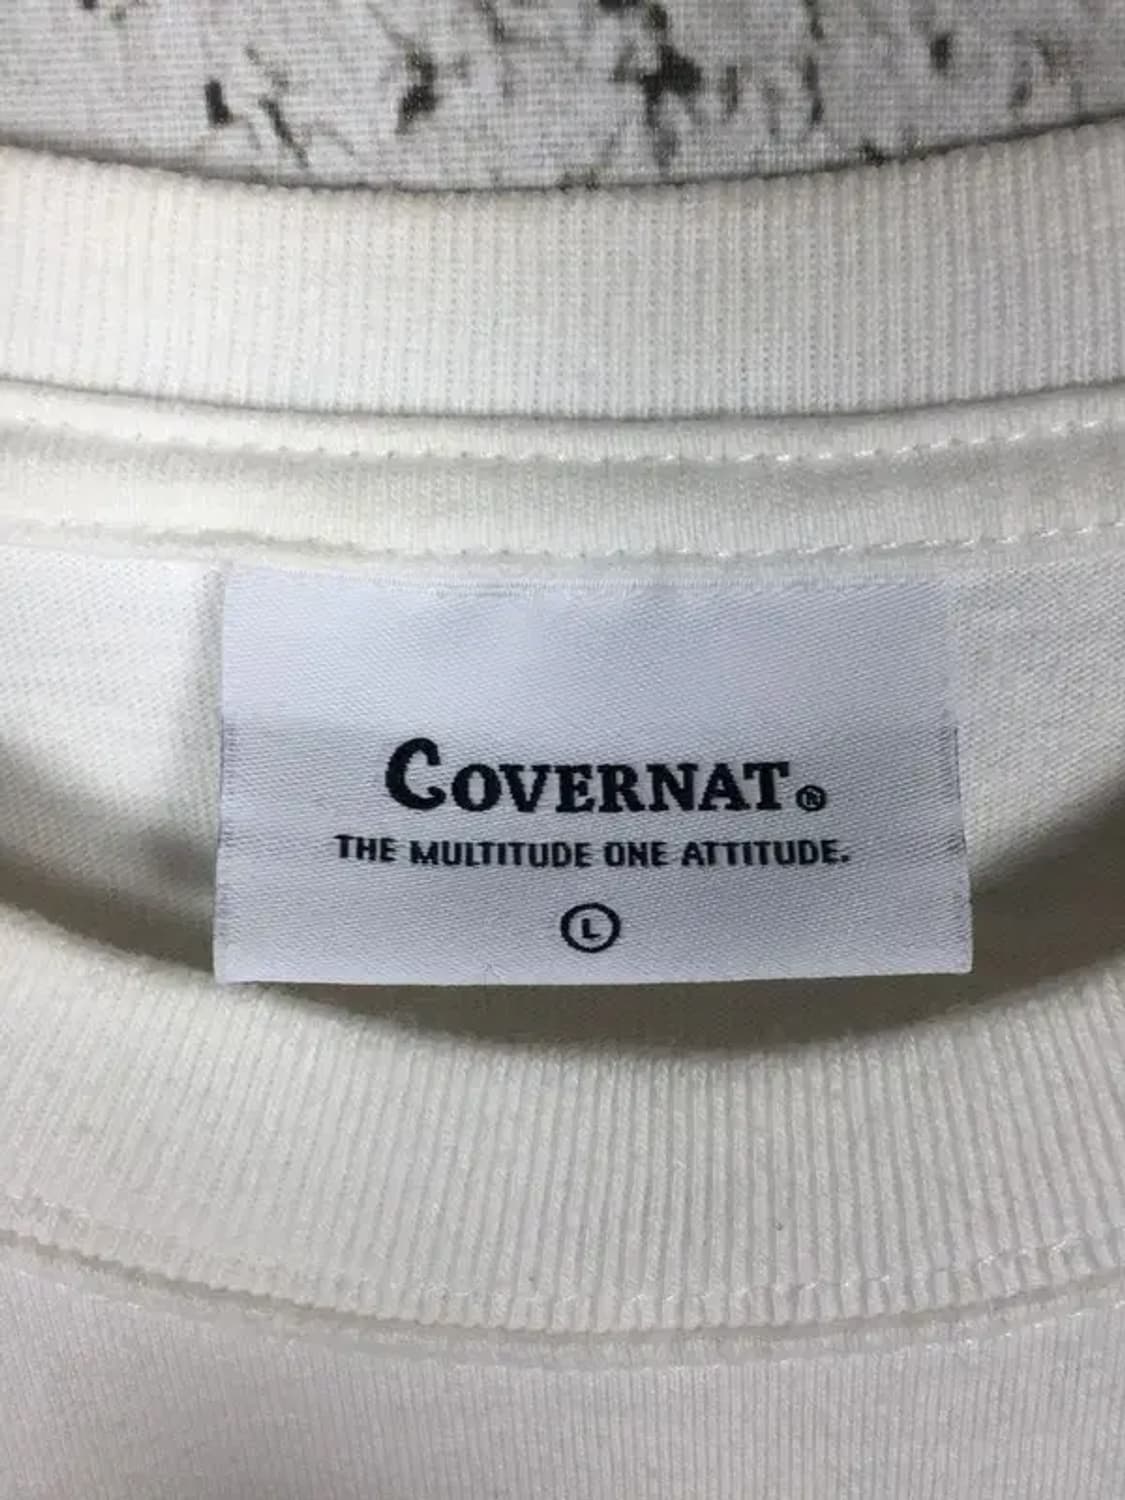 COVERNAT®
THE MULTITUDE ONE ATTITUDE.
L